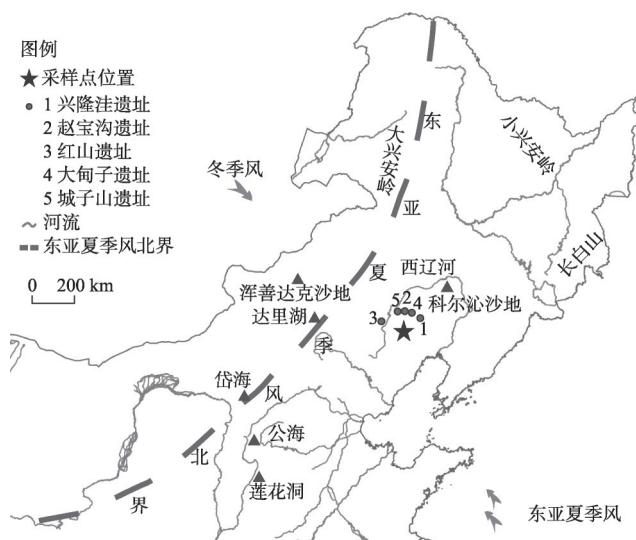 图例
采样点位置
1 兴隆洼遗址
2 赵宝沟遗址
3 红山遗址
4 大甸子遗址
5 城子山遗址
河流
东亚夏季风北界
0 200 km
冬季风
大兴安岭
小兴安岭
长白山
东
亚
夏
季
风
北
界
西辽河
浑善达克沙地
科尔沁沙地
达里湖
5 2 4
3
1
岱海
公海
莲花洞
东亚夏季风